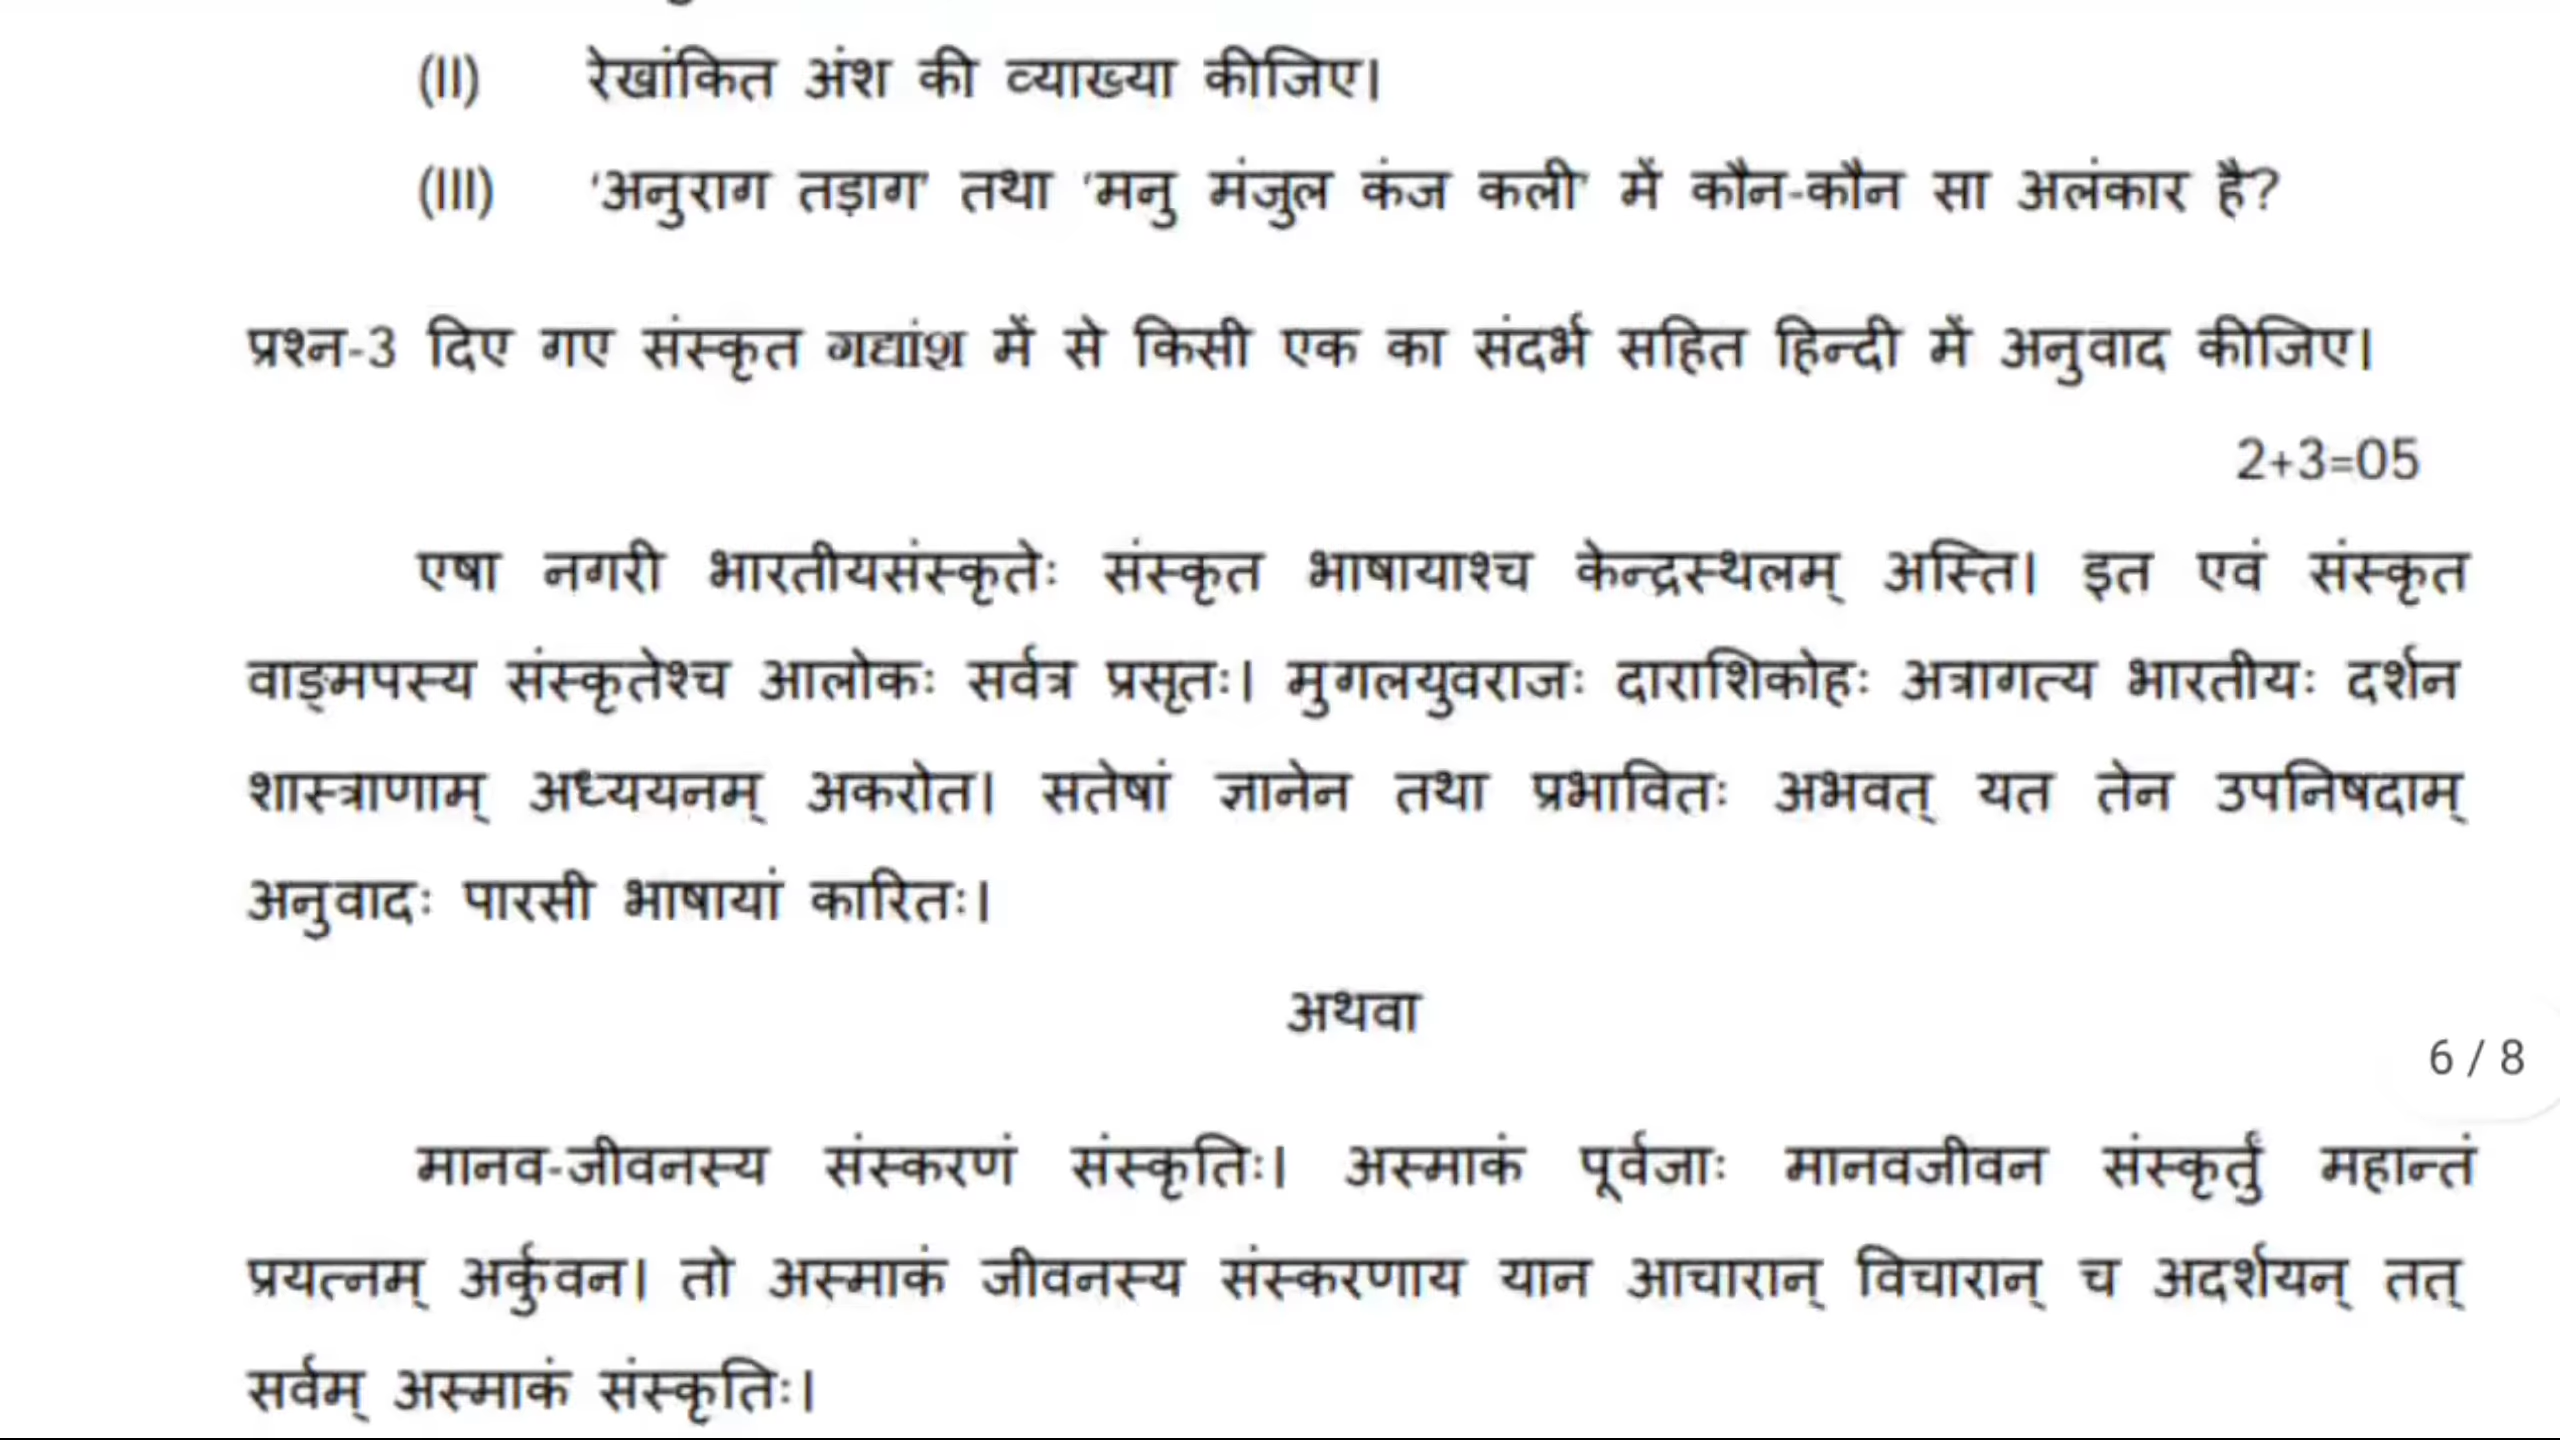 (II) रेखांकित अंश की व्याख्या कीजिए।
(III) 'अनुराग तड़ाग' तथा 'मनु मंजुल कंज कली' में कौन-कौन सा अलंकार है?
प्रश्न-3 दिए गए संस्कृत गद्यांश में से किसी एक का संदर्भ सहित हिन्दी में अनुवाद कीजिए।
2+3=05
एषा नगरी भारतीयसंस्कृतेः संस्कृत भाषायाश्च केन्द्रस्थलम् अस्ति। इत एवं संस्कृत
वाङ्मपस्य संस्कृतेश्च आलोकः सर्वत्र प्रसृतः। मुगलयुवराजः दाराशिकोहः अत्रागत्य भारतीयः दर्शन
शास्त्राणाम् अध्ययनम् अकरोत। सतेषां ज्ञानेन तथा प्रभावितः अभवत् यत तेन उपनिषदाम्
अनुवादः पारसी भाषायां कारितः।
अथवा
6 / 8
मानव-जीवनस्य संस्करणं संस्कृतिः। अस्माकं पूर्वजाः मानवजीवन संस्कृर्तुं महान्तं
प्रयत्नम् अर्कुवन। तो अस्माकं जीवनस्य संस्करणाय यान आचारान् विचारान् च अदर्शयन् तत्
सर्वम् अस्माकं संस्कृतिः।